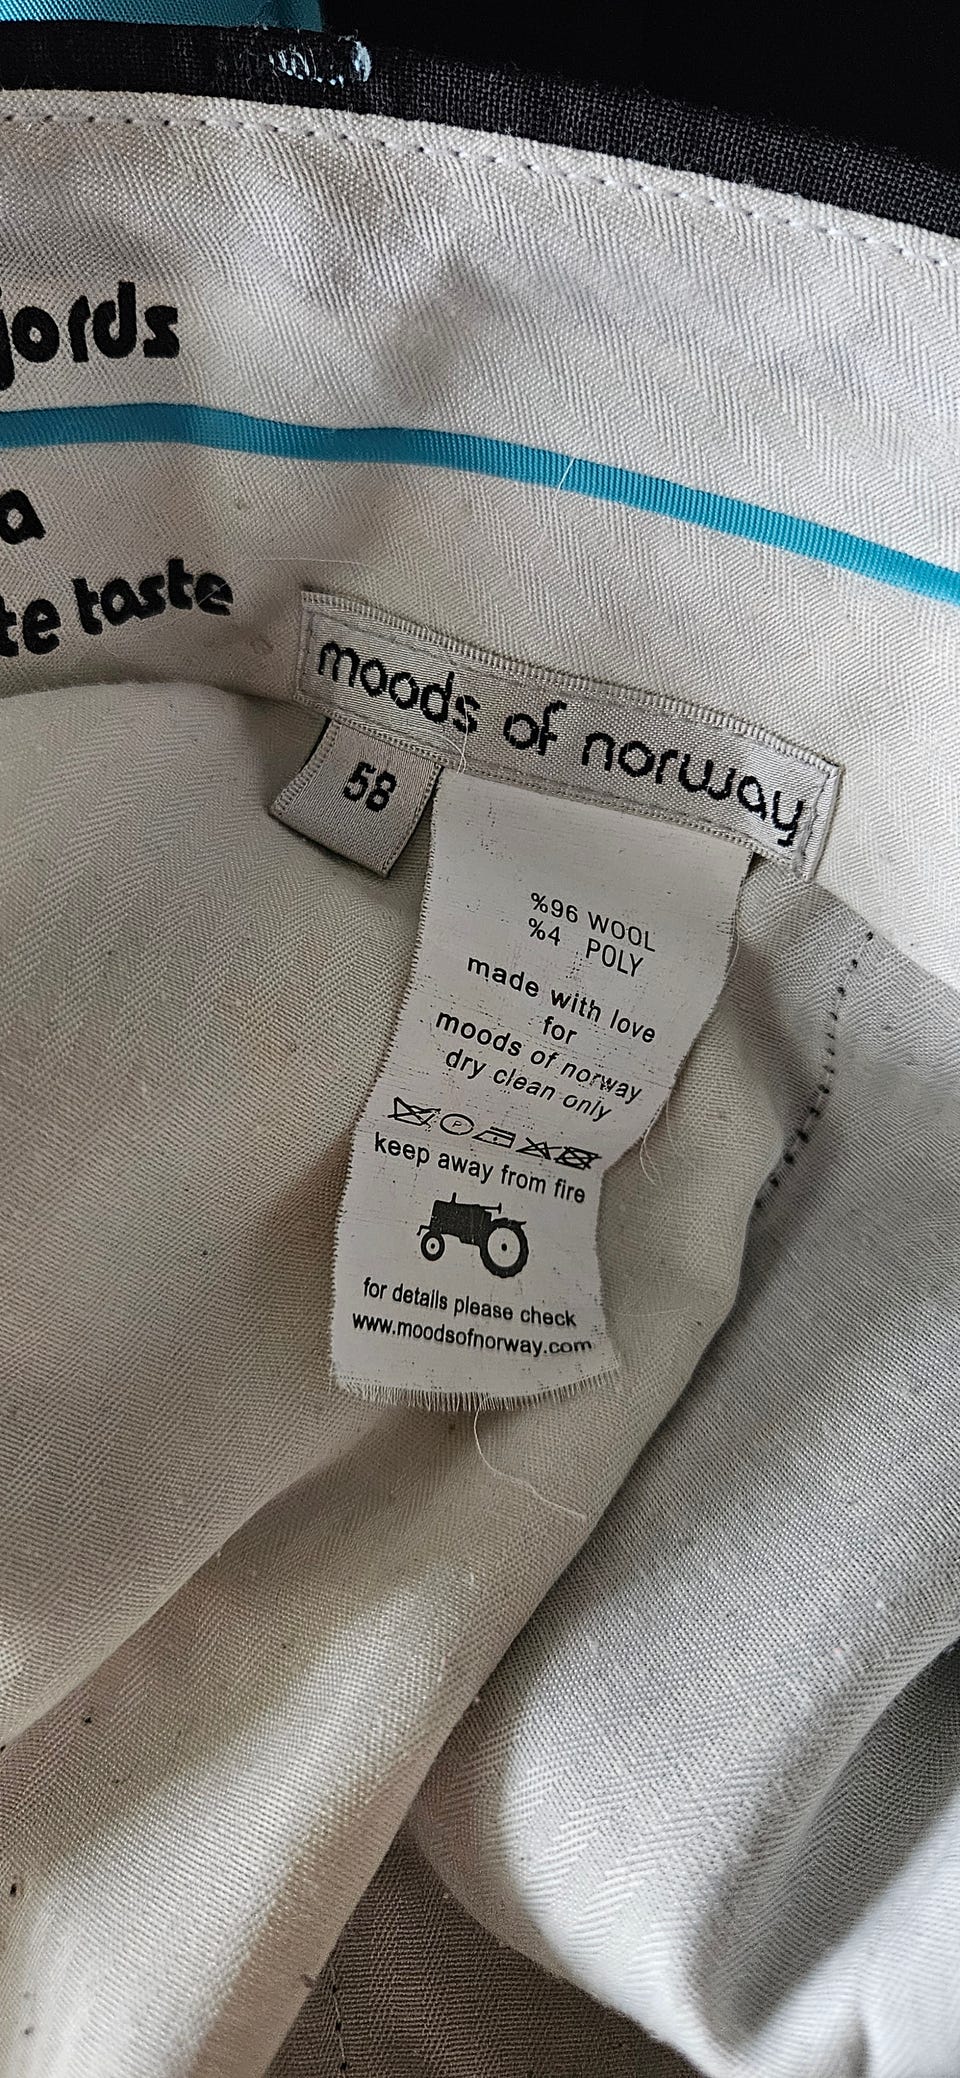 jords
a
te taste
moods of norway
58
%96 WOOL
%4 POLY
made with love
for
moods of norway
dry clean only
P
keep away from fire
for details please check
www.moodsofnorway.com